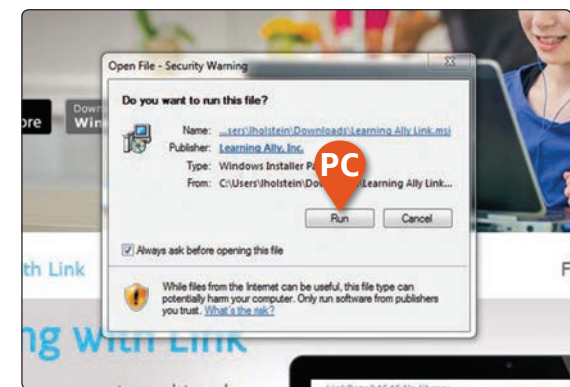 Open File - Security Warning
Do you want to run this file?
Name: ...sers\lholstein\Downloads\Learning Ally Link.msi
Publisher: Learning Ally, Inc.
Type: Windows Installer Pa
PC
From: C:\Users\lholstein\Dow Learning Ally Link...
Run Cancel
Always ask before opening this file
th Link
While files from the Internet can be useful, this file type can
potentially harm your computer. Only run software from publishers
you trust. What's the risk?
ore
Down
Win
F
ng with Link